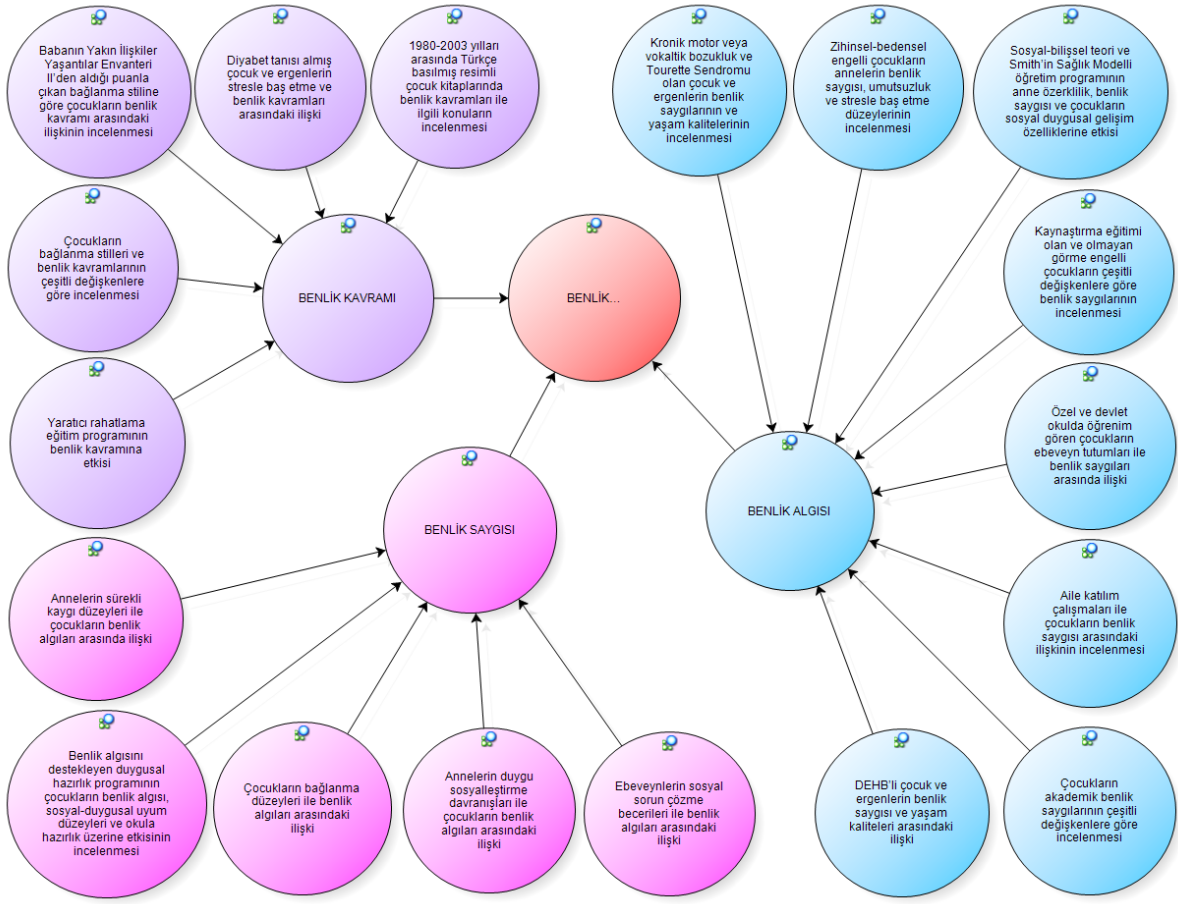 Babanın Yakın İlişkiler
Yaşantılar Envanteri
II'den aldığı puanla
çıkan bağlanma stiline
göre çocukların benlik
kavramı arasındaki
ilişkinin incelenmesi
Diyabet tanısı almış
çocuk ve ergenlerin
stresle baş etme ve
benlik kavramları
arasındaki ilişki
1980-2003 yılları
arasında Türkçe
basılmış resimli
çocuk kitaplarında
benlik kavramları ile
ilgili konuların
incelenmesi
Kronik motor veya
vokaltik bozukluk ve
Tourette Sendromu
olan çocuk ve
ergenlerin benlik
saygılarının ve
yaşam kalitelerinin
incelenmesi
Zihinsel-bedensel
engelli çocukların
annelerin benlik
saygısı, umutsuzluk
ve stresle baş etme
düzeylerinin
incelenmesi
Sosyal-bilişsel teori ve
Smith'in Sağlık Modelli
öğretim programının
anne özerklilik, benlik
saygısı ve çocukların
sosyal duygusal gelişim
özelliklerine etkisi
Çocukların
bağlanma stilleri ve
benlik kavramlarının
çeşitli değişkenlere
göre incelenmesi
BENLİK KAVRAMI
BENLİK...
Kaynaştırma eğitimi
olan ve olmayan
görme engelli
çocukların çeşitli
değişkenlere göre
benlik saygılarının
incelenmesi
Yaratıcı rahatlama
eğitim programının
benlik kavramına
etkisi
Özel ve devlet
okulda öğrenim
gören çocukların
ebeveyn tutumları ile
benlik saygıları
arasında ilişki
BENLİK SAYGISI
BENLİK ALGISI
Annelerin sürekli
kaygı düzeyleri ile
çocukların benlik
algıları arasında ilişki
Aile katılım
çalışmaları ile
çocukların benlik
saygısı arasındaki
ilişkinin incelenmesi
Benlik algısını
destekleyen duygusal
hazırlık programının
çocukların benlik algısı,
sosyal-duygusal uyum
düzeyleri ve okula
hazırlık üzerine etkisinin
incelenmesi
Çocukların bağlanma
düzeyleri ile benlik
algıları arasındaki
ilişki
Annelerin duygu
sosyalleştirme
davranışları ile
çocukların benlik
algıları arasındaki
ilişki
Ebeveynlerin sosyal
sorun çözme
becerileri ile benlik
algıları arasındaki
ilişki
DEHB'li çocuk ve
ergenlerin benlik
saygısı ve yaşam
kaliteleri arasındaki
ilişki
Çocukların
akademik benlik
saygılarının çeşitli
değişkenlere göre
incelenmesi